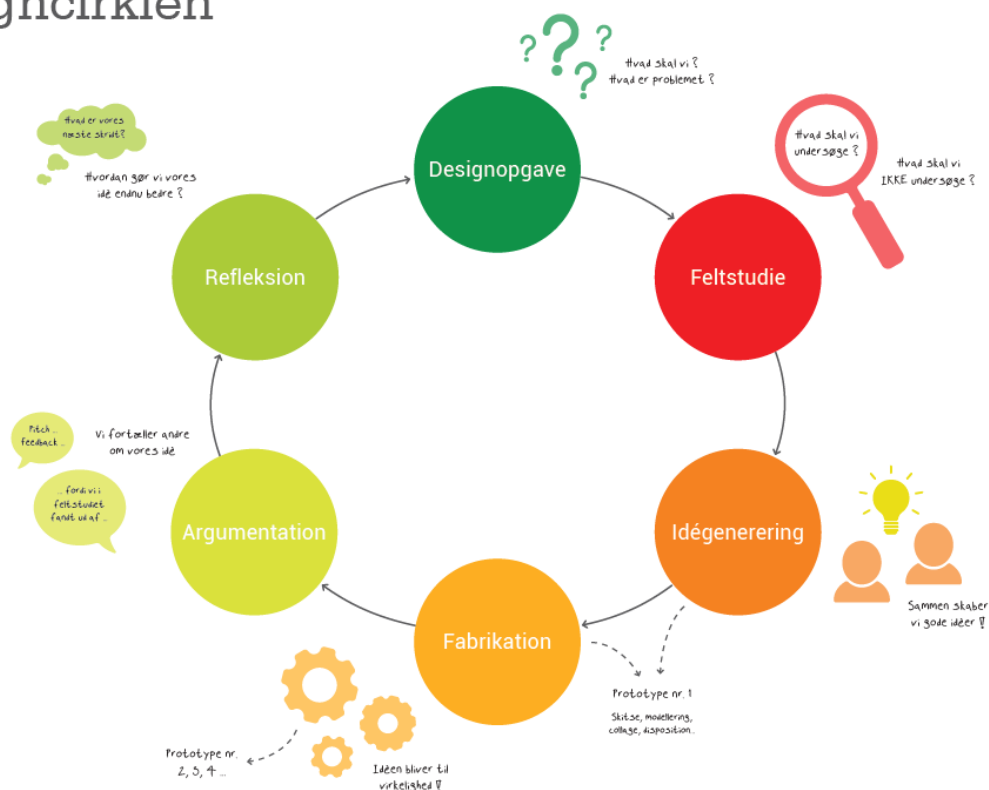 gncirklen
Hvad skal vi ?
Hvad er problemet ?
Designopgave
Hvad skal vi
undersøge ?
Hvad skal vi
IKKE undersøge ?
Feltstudie
Idégenerering
Sammen skaber
vi gode idéer !
Fabrikation
Prototype nr. 1
Skitse, modellering,
collage, disposition..
Idéen bliver til
virkelighed !
Prototype nr.
2, 3, 4 ...
Argumentation
Vi fortæller andre
om vores idé
Pitch ...
feedback ...
... fordi vi i
feltstudiet
fandt ud af ...
Refleksion
Hvad er vores
næste skridt?
Hvordan gør vi vores
idé endnu bedre ?